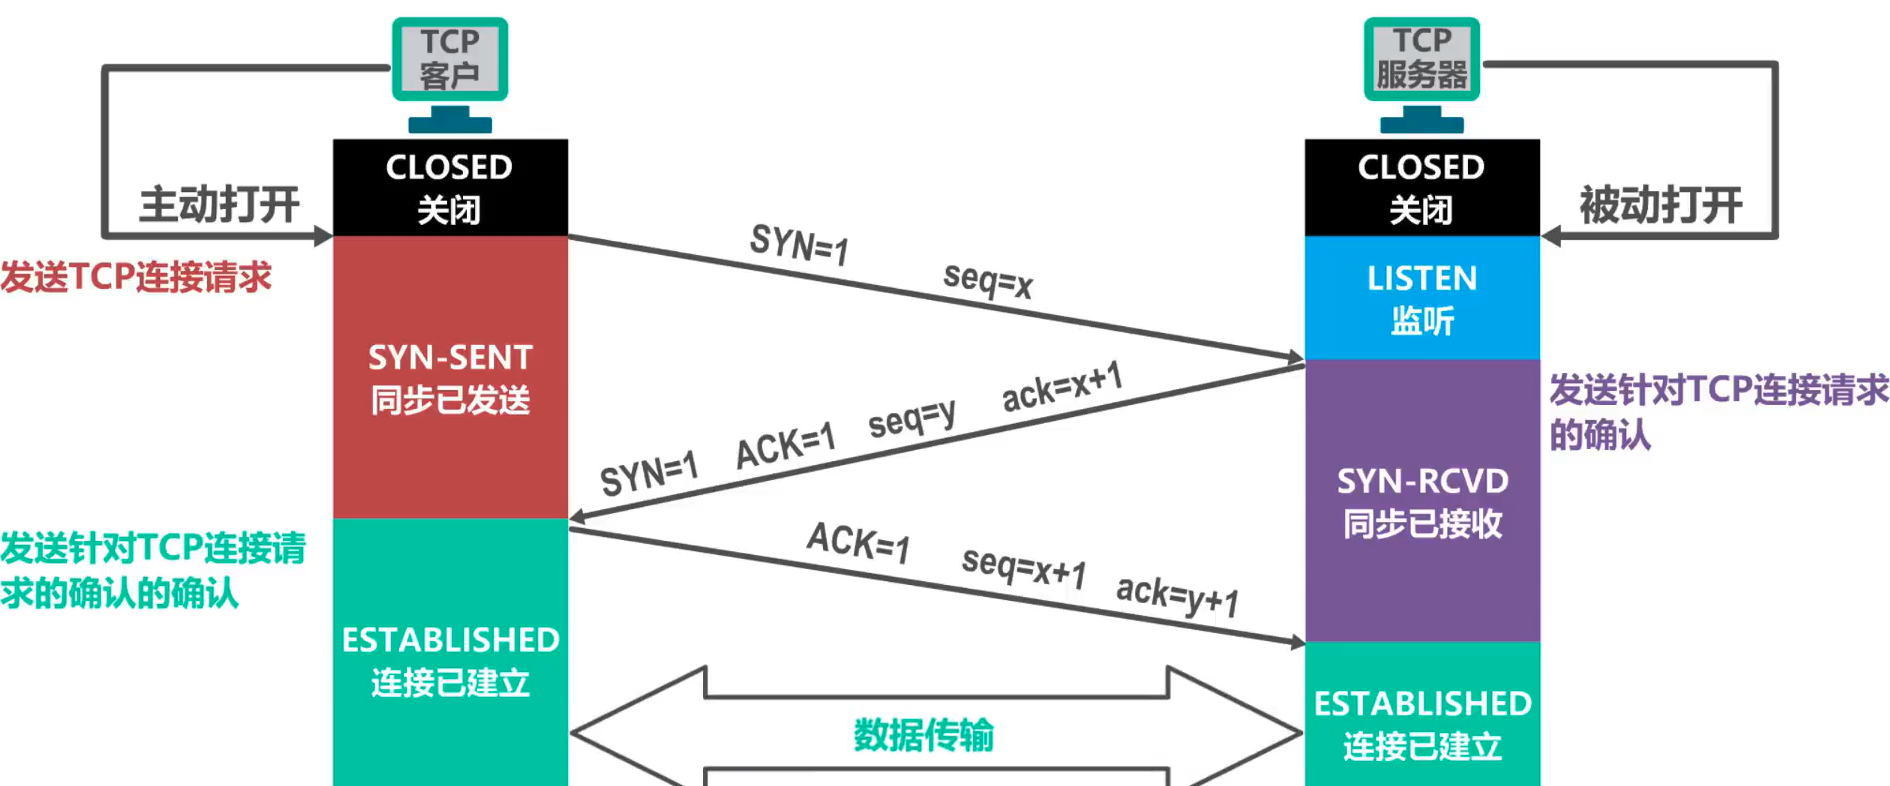 TCP
客户
TCP
服务器
CLOSED
关闭
CLOSED
关闭
主动打开
被动打开
发送TCP连接请求
SYN=1 seq=x
LISTEN
监听
SYN-SENT
同步已发送
SYN=1 ACK=1 seq=y ack=x+1
发送针对TCP连接请求
的确认
SYN-RCVD
同步已接收
发送针对TCP连接请
求的确认的确认
ACK=1 seq=x+1 ack=y+1
ESTABLISHED
连接已建立
数据传输
ESTABLISHED
连接已建立